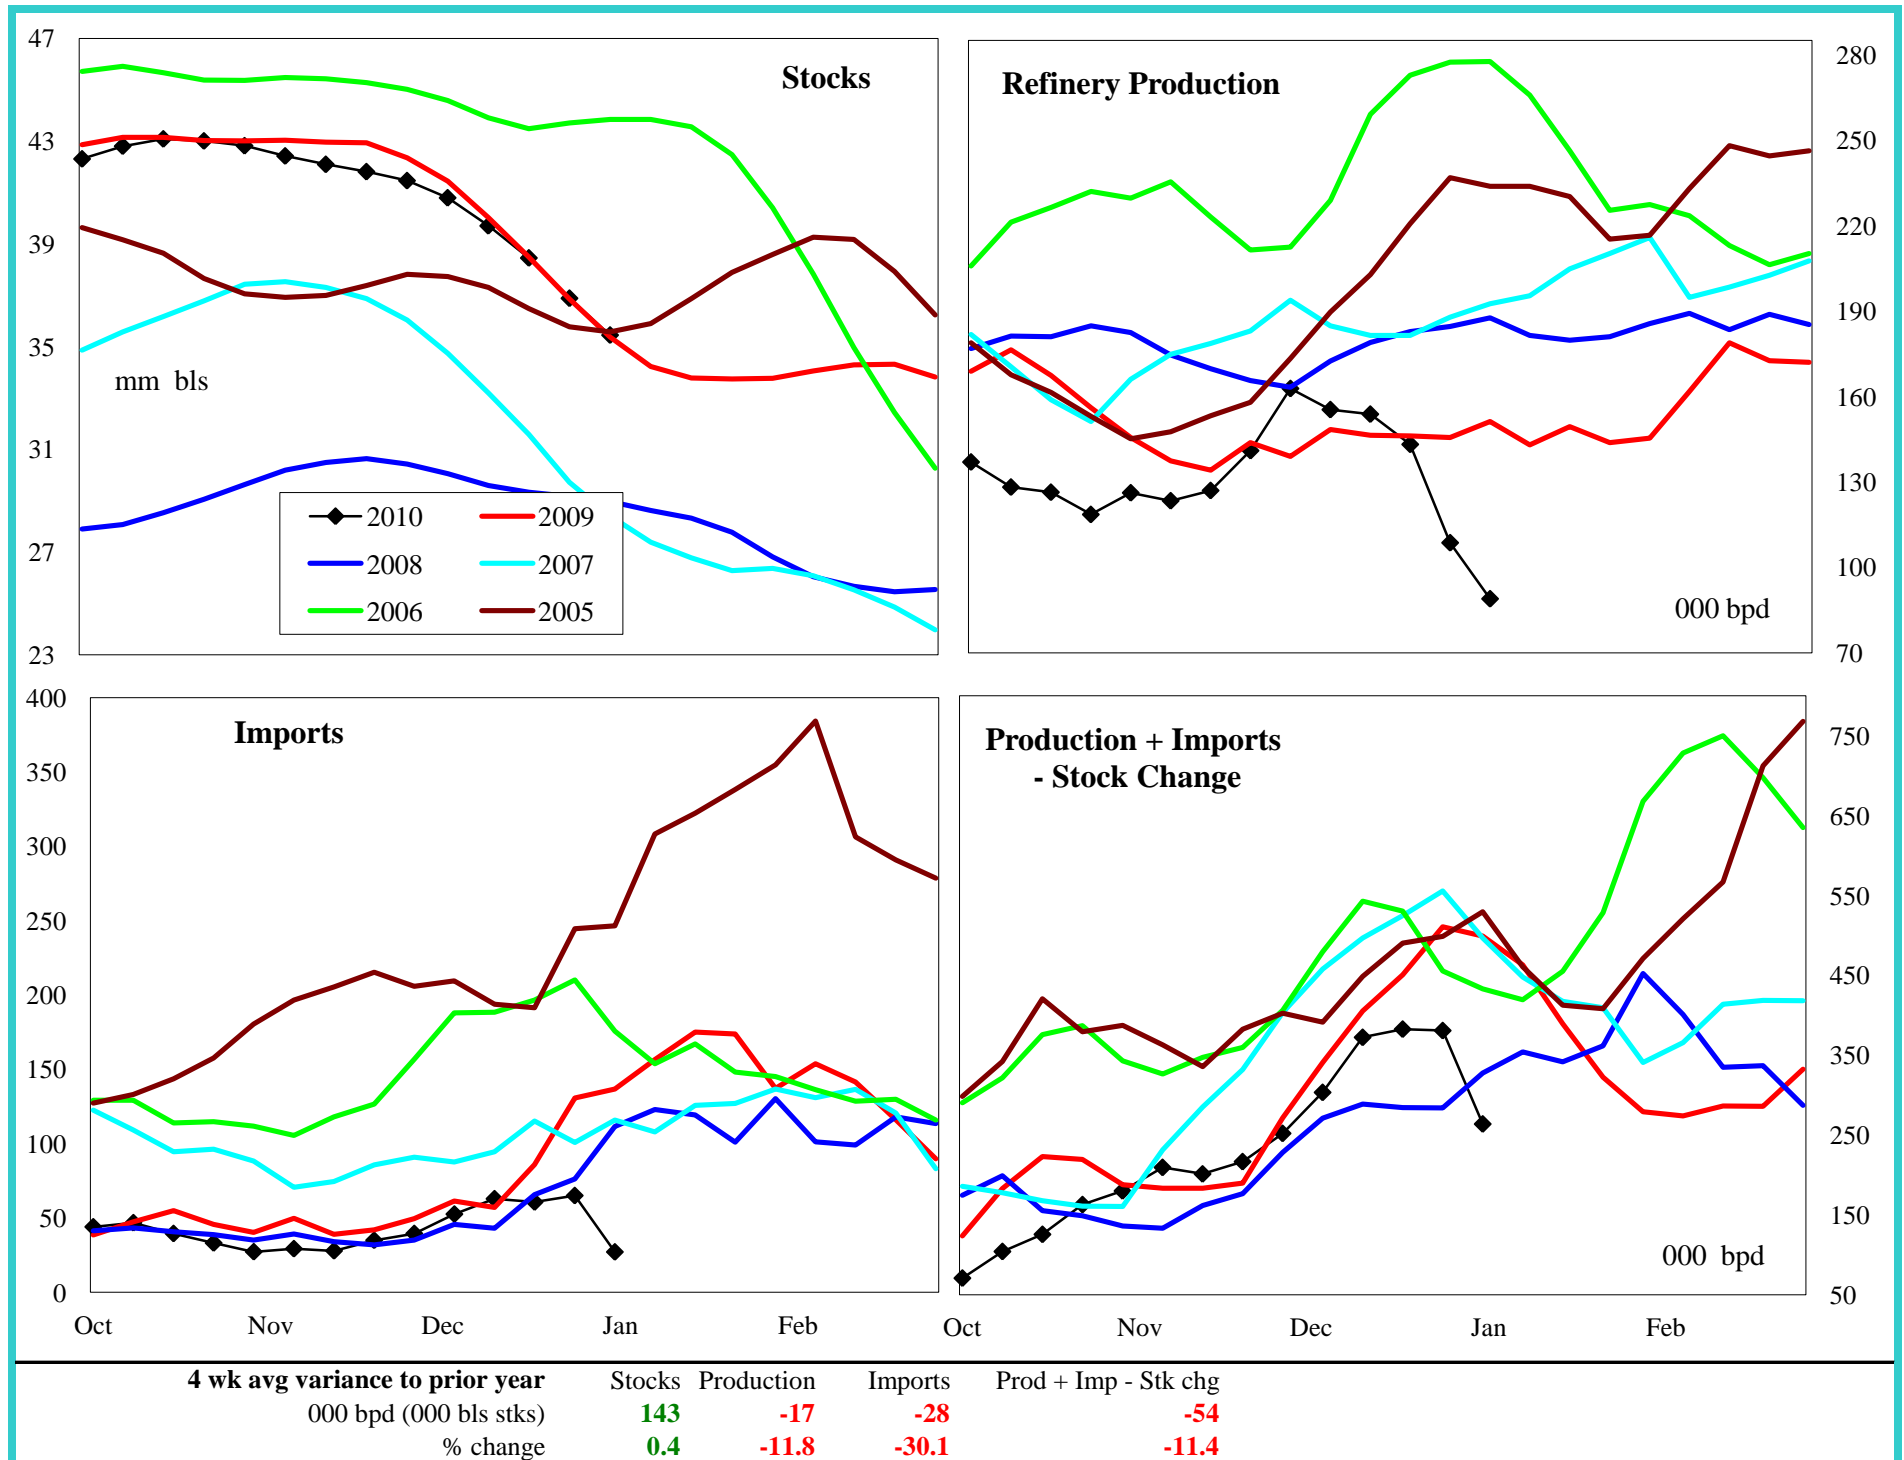 47
43
39
35
31
27
23
Stocks
mm bls
2010 2009
2008 2007
2006 2005
Refinery Production
000 bpd
280
250
220
190
160
130
100
70
400
350
300
250
200
150
100
50
0
Imports
Oct Nov Dec Jan Feb
Production + Imports
- Stock Change
000 bpd
750
650
550
450
350
250
150
50
Oct Nov Dec Jan Feb
4 wk avg variance to prior year Stocks Production Imports Prod + Imp - Stk chg
000 bpd (000 bls stks) 143 -17 -28 -54
% change 0.4 -11.8 -30.1 -11.4